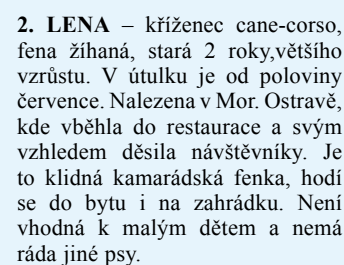 2. LENA – kříženec cane-corso,
fena žíhaná, stará 2 roky,většího
vzrůstu. V útulku je od poloviny
července. Nalezena v Mor. Ostravě,
kde vběhla do restaurace a svým
vzhledem děsila návštěvníky. Je
to klidná kamarádská fenka, hodí
se do bytu i na zahrádku. Není
vhodná k malým dětem a nemá
ráda jiné psy.